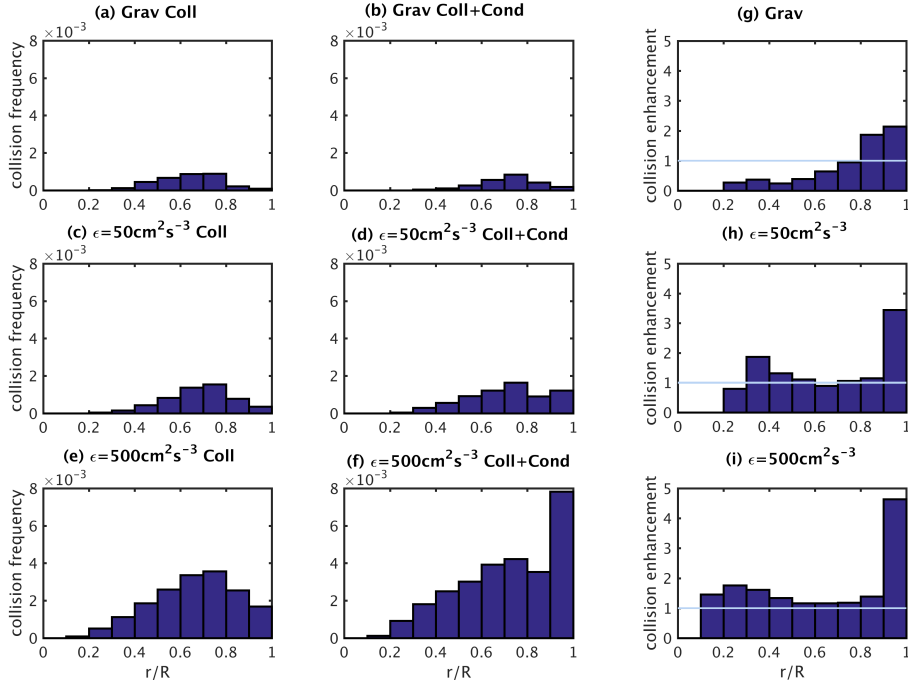 (a) Grav Coll
×10⁻³
8
6
4
2
0
collision frequency
0 0.2 0.4 0.6 0.8 1
(b) Grav Coll+Cond
×10⁻³
8
6
4
2
0
0 0.2 0.4 0.6 0.8 1
(g) Grav
5
4
3
2
1
0
collision enhancement
0 0.2 0.4 0.6 0.8 1
(c) ϵ=50cm²s⁻³ Coll
×10⁻³
8
6
4
2
0
collision frequency
0 0.2 0.4 0.6 0.8 1
(d) ϵ=50cm²s⁻³ Coll+Cond
×10⁻³
8
6
4
2
0
0 0.2 0.4 0.6 0.8 1
(h) ϵ=50cm²s⁻³
5
4
3
2
1
0
collision enhancement
0 0.2 0.4 0.6 0.8 1
(e) ϵ=500cm²s⁻³ Coll
×10⁻³
8
6
4
2
0
collision frequency
0 0.2 0.4 0.6 0.8 1
r/R
(f) ϵ=500cm²s⁻³ Coll+Cond
×10⁻³
8
6
4
2
0
0 0.2 0.4 0.6 0.8 1
r/R
(i) ϵ=500cm²s⁻³
5
4
3
2
1
0
collision enhancement
0 0.2 0.4 0.6 0.8 1
r/R